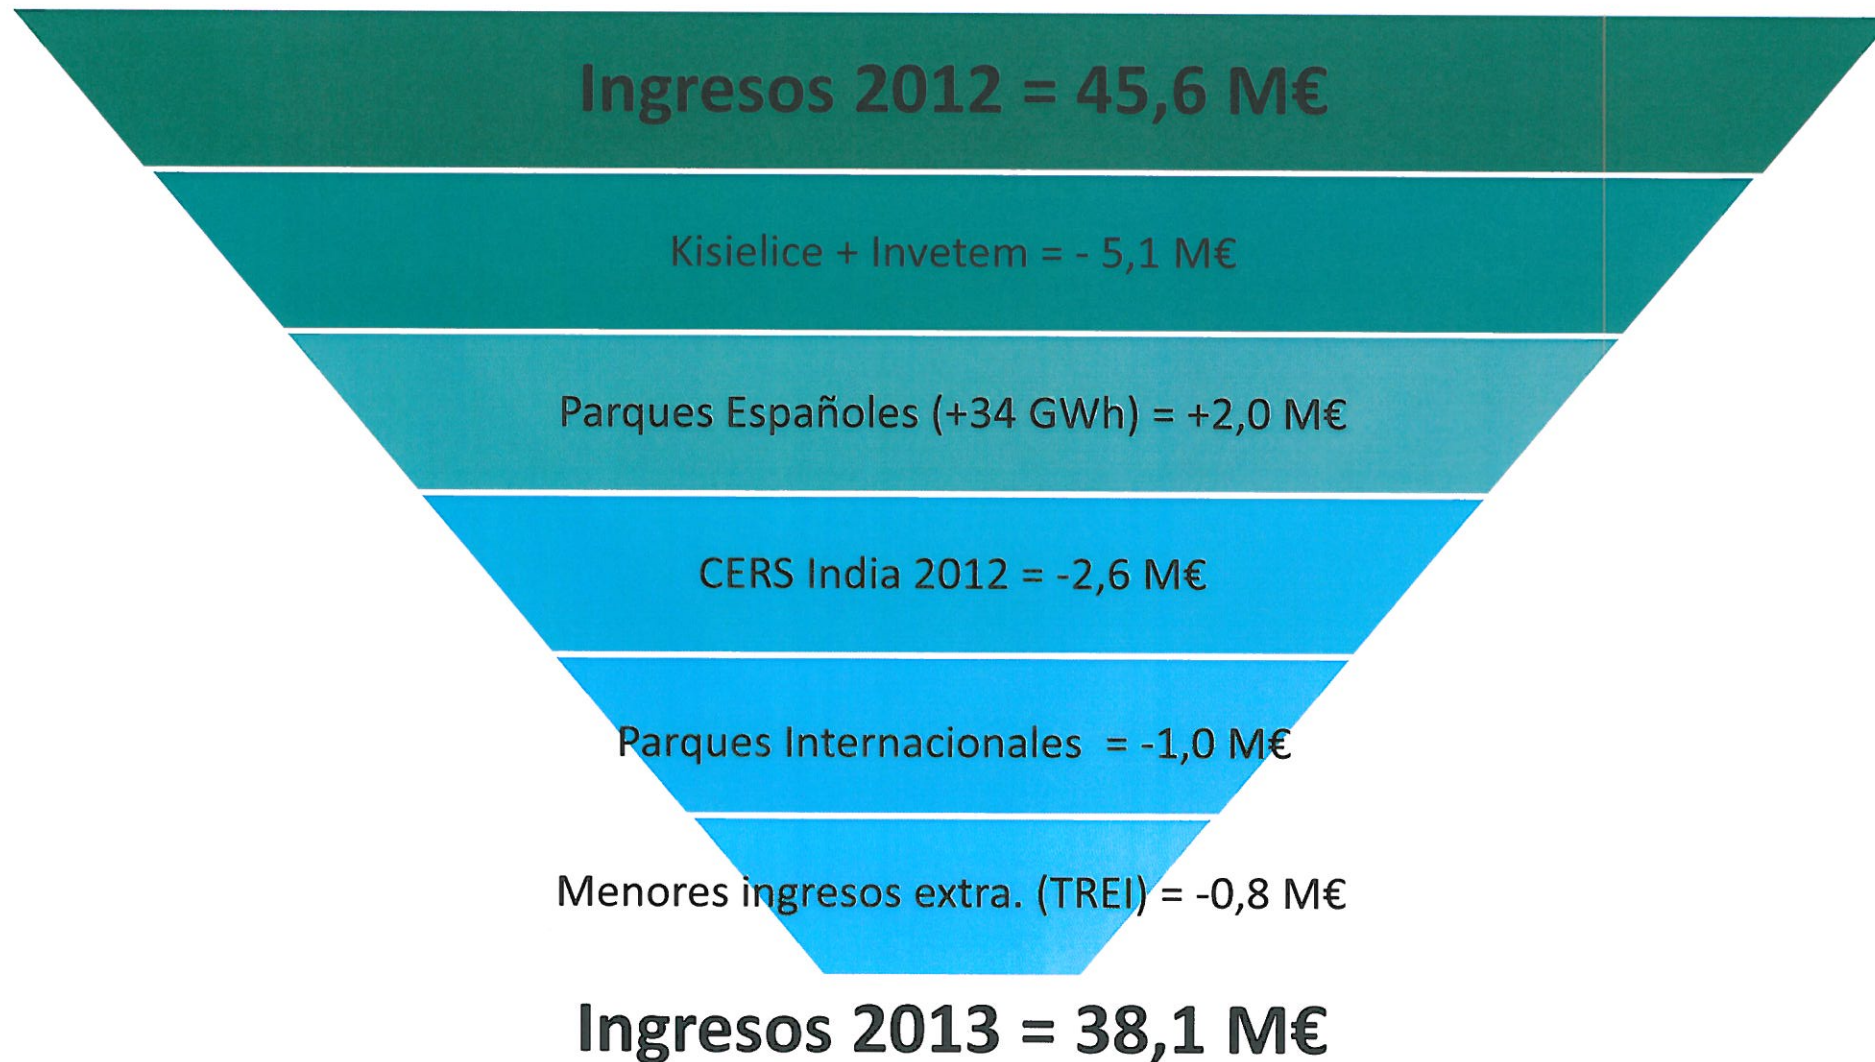 Ingresos 2012 = 45,6 M€
Kisielice + Invetem = - 5,1 M€
Parques Españoles (+34 GWh) = +2,0 M€
CERS India 2012 = -2,6 M€
Parques Internacionales = -1,0 M€
Menores ingresos extra. (TREI) = -0,8 M€
Ingresos 2013 = 38,1 M€